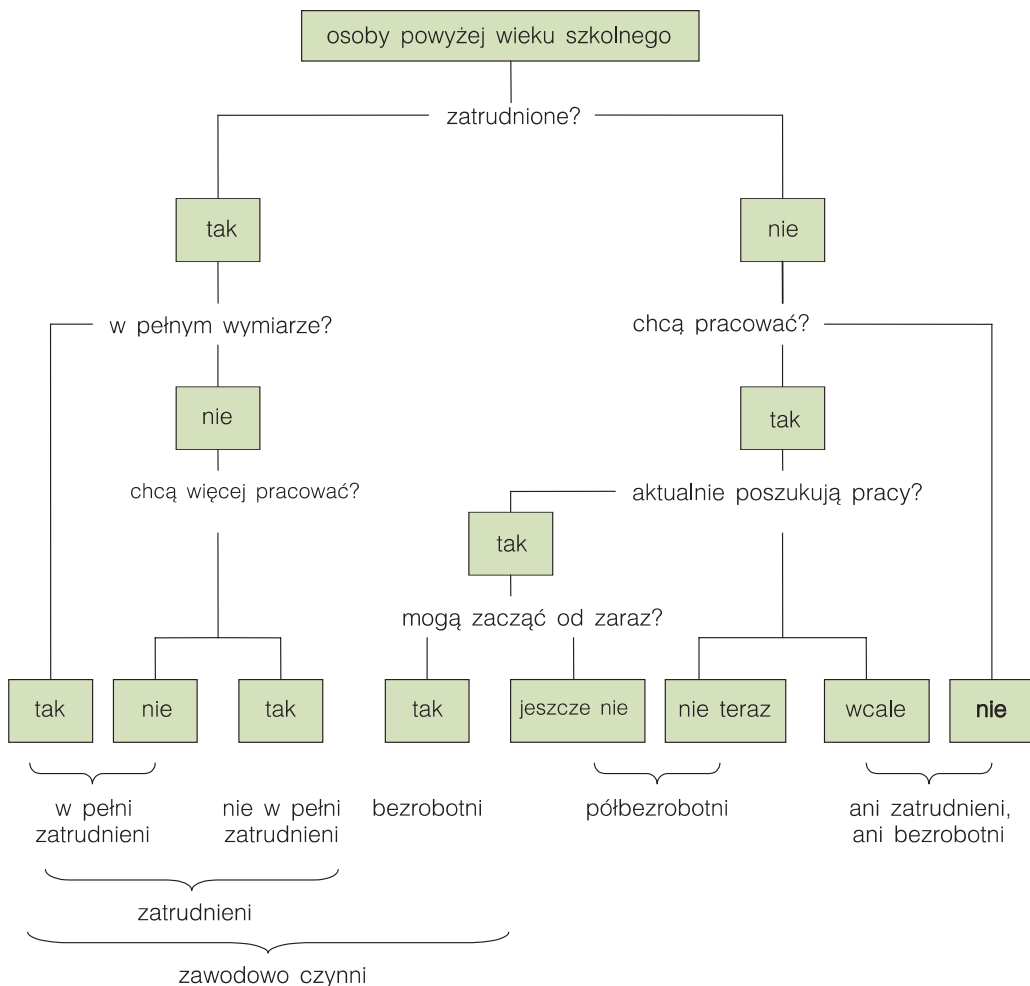 osoby powyżej wieku szkolnego
zatrudnione?
tak
nie
w pełnym wymiarze?
chcą pracować?
nie
tak
chcą więcej pracować?
aktualnie poszukują pracy?
tak
mogą zacząć od zaraz?
tak
nie
tak
tak
jeszcze nie
nie teraz
wcale
nie
w pełni
zatrudnieni
nie w pełni
zatrudnieni
bezrobotni
półbezrobotni
ani zatrudnieni,
ani bezrobotni
zatrudnieni
zawodowo czynni